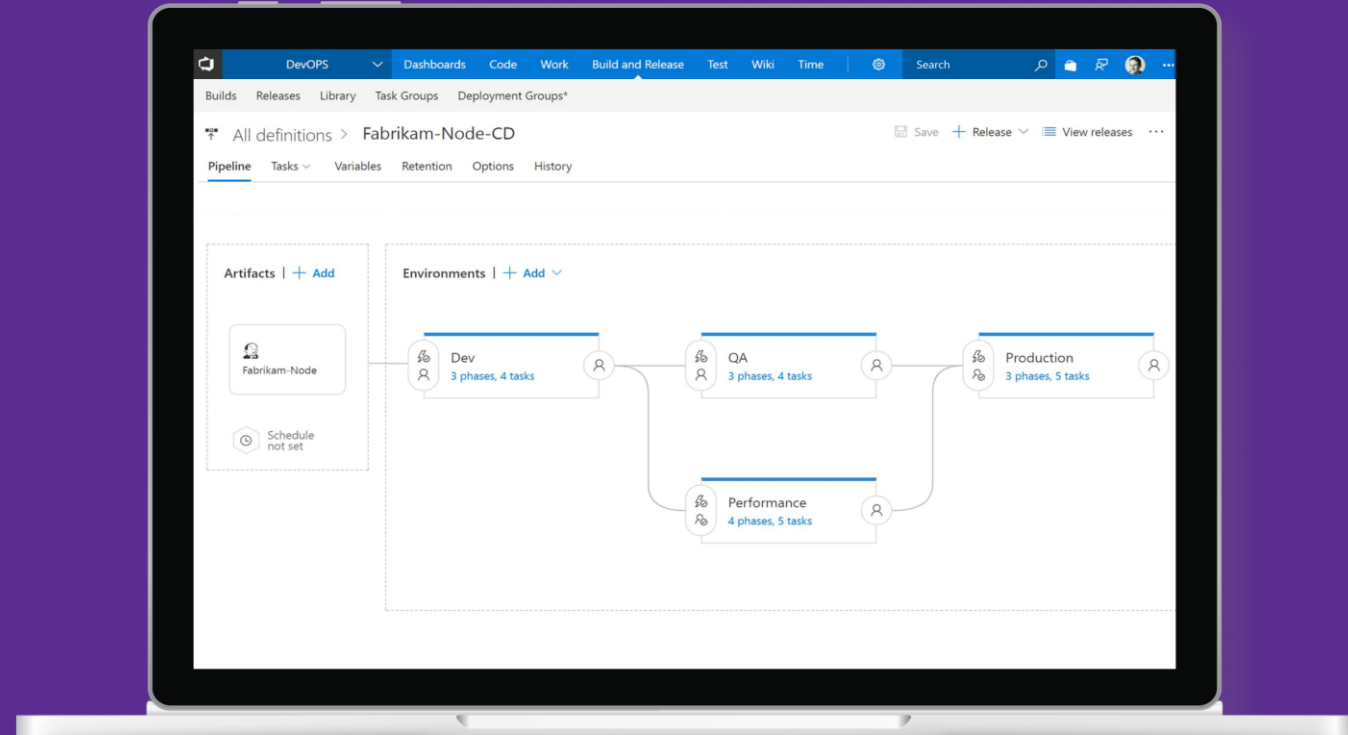 DevOPS Dashboards Code Work Build and Release Test Wiki Time Search
Builds Releases Library Task Groups Deployment Groups*
All definitions > Fabrikam-Node-CD Save + Release View releases ...
Pipeline Tasks Variables Retention Options History
Artifacts | + Add
Environments | + Add
Fabrikam-Node
Schedule
not set
Dev
3 phases, 4 tasks
QA
3 phases, 4 tasks
Production
3 phases, 5 tasks
Performance
4 phases, 5 tasks